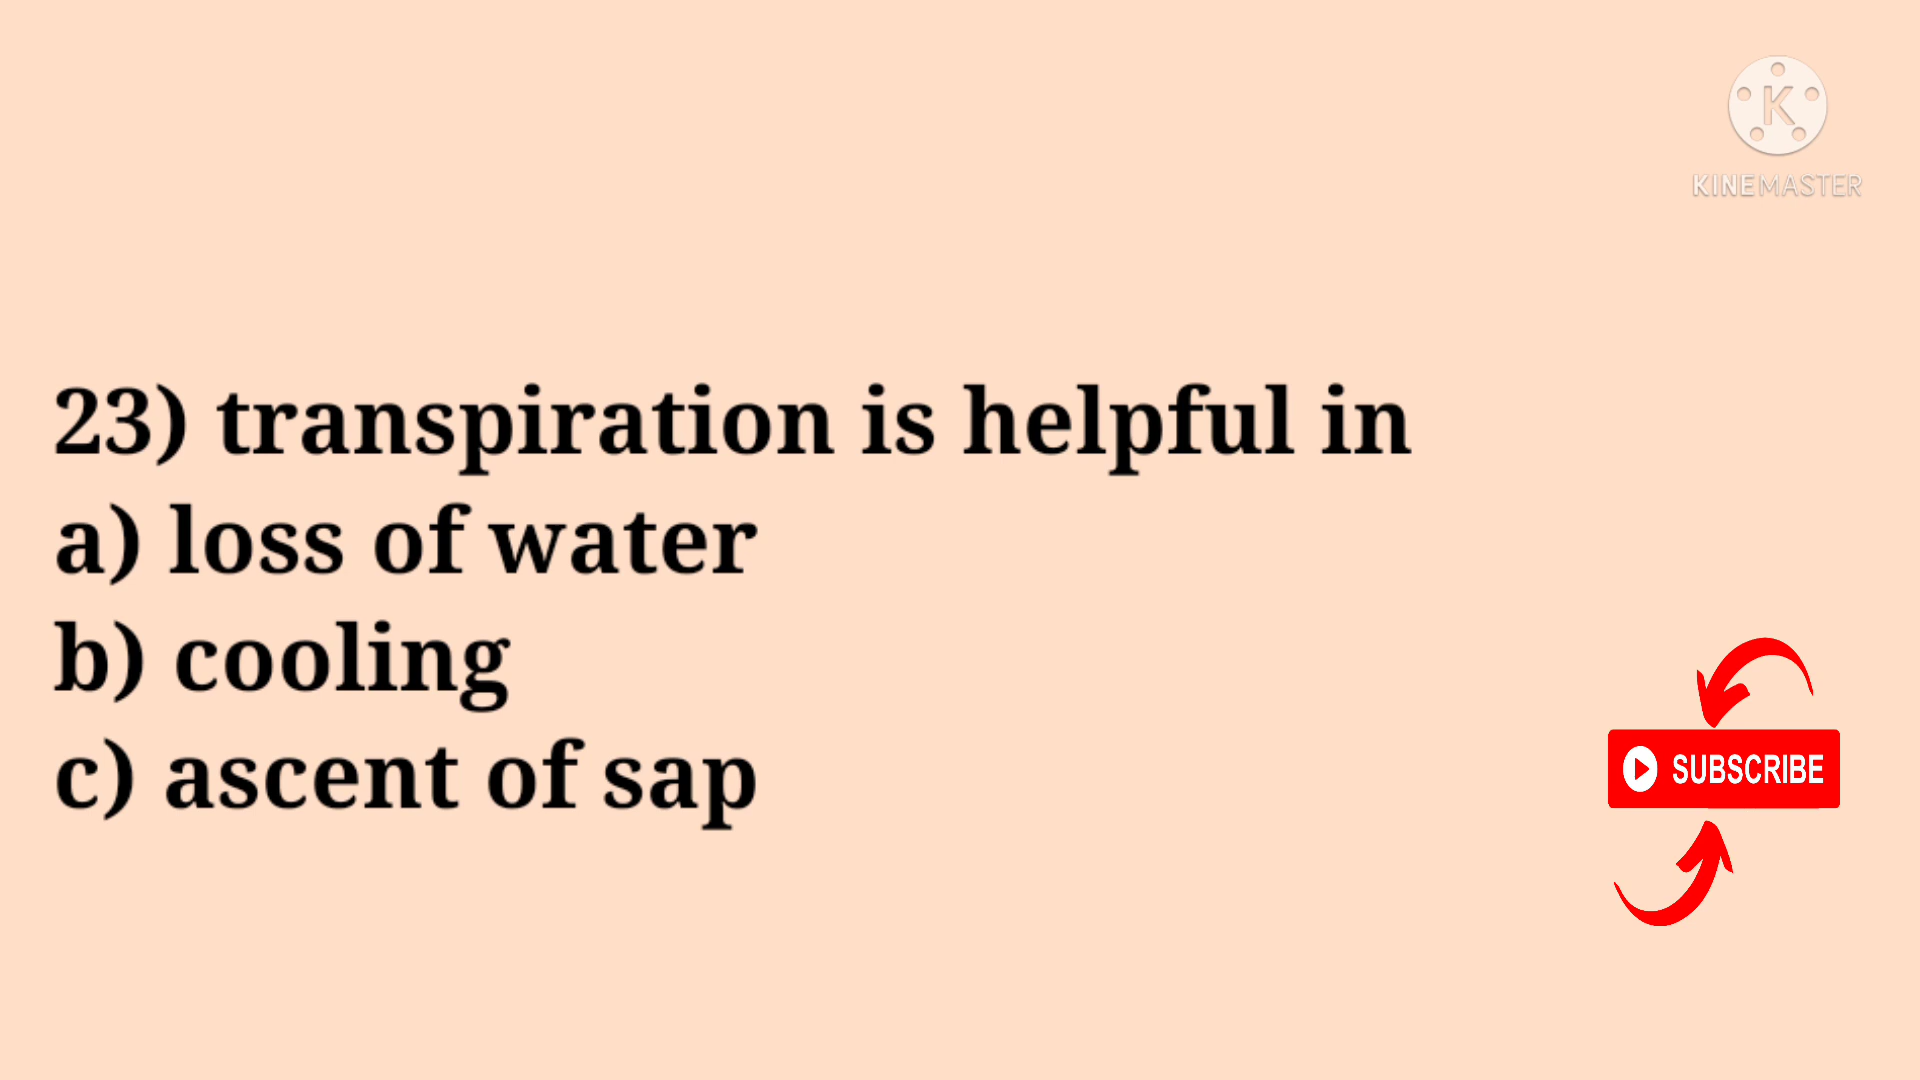 K
KINEMASTER
23) transpiration is helpful in
a) loss of water
b) cooling
c) ascent of sap
SUBSCRIBE